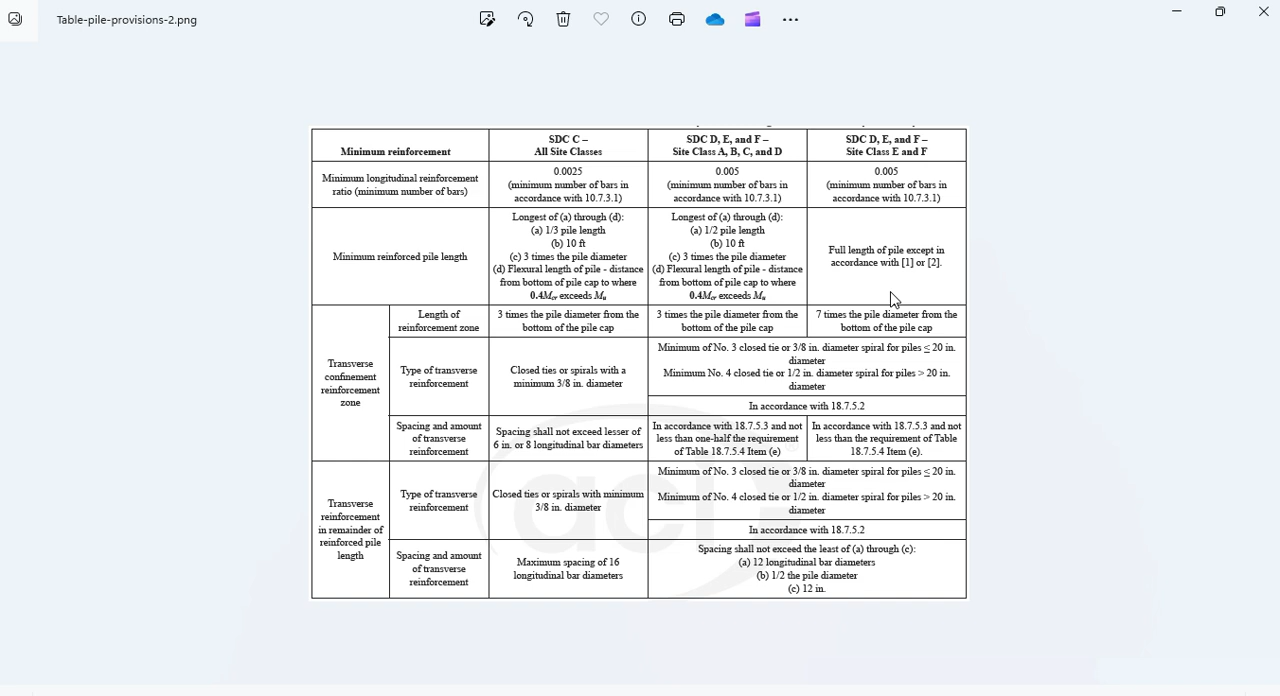 Table-pile-provisions-2.png
Minimum reinforcement
SDC C –
All Site Classes
SDC D, E, and F –
Site Class A, B, C, and D
SDC D, E, and F –
Site Class E and F
Minimum longitudinal reinforcement
ratio (minimum number of bars)
0.0025
(minimum number of bars in
accordance with 10.7.3.1)
0.005
(minimum number of bars in
accordance with 10.7.3.1)
0.005
(minimum number of bars in
accordance with 10.7.3.1)
Minimum reinforced pile length
Longest of (a) through (d):
(a) 1/3 pile length
(b) 10 ft
(c) 3 times the pile diameter
(d) Flexural length of pile - distance
from bottom of pile cap to where
0.4Mcr exceeds Mu
Longest of (a) through (d):
(a) 1/2 pile length
(b) 10 ft
(c) 3 times the pile diameter
(d) Flexural length of pile - distance
from bottom of pile cap to where
0.4Mcr exceeds Mu
Full length of pile except in
accordance with [1] or [2].
Transverse
confinement
reinforcement
zone
Length of
reinforcement zone
3 times the pile diameter from the
bottom of the pile cap
3 times the pile diameter from the
bottom of the pile cap
7 times the pile diameter from the
bottom of the pile cap
Type of transverse
reinforcement
Closed ties or spirals with a
minimum 3/8 in. diameter
Minimum of No. 3 closed tie or 3/8 in. diameter spiral for piles ≤ 20 in.
diameter
Minimum No. 4 closed tie or 1/2 in. diameter spiral for piles > 20 in.
diameter
In accordance with 18.7.5.2
Spacing and amount
of transverse
reinforcement
Spacing shall not exceed lesser of
6 in. or 8 longitudinal bar diameters
In accordance with 18.7.5.3 and not
less than one-half the requirement
of Table 18.7.5.4 Item (e)
In accordance with 18.7.5.3 and not
less than the requirement of Table
18.7.5.4 Item (e).
Transverse
reinforcement
in remainder of
reinforced pile
length
Type of transverse
reinforcement
Closed ties or spirals with minimum
3/8 in. diameter
Minimum of No. 3 closed tie or 3/8 in. diameter spiral for piles ≤ 20 in.
diameter
Minimum of No. 4 closed tie or 1/2 in. diameter spiral for piles > 20 in.
diameter
In accordance with 18.7.5.2
Spacing and amount
of transverse
reinforcement
Maximum spacing of 16
longitudinal bar diameters
Spacing shall not exceed the least of (a) through (c):
(a) 12 longitudinal bar diameters
(b) 1/2 the pile diameter
(c) 12 in.
aci